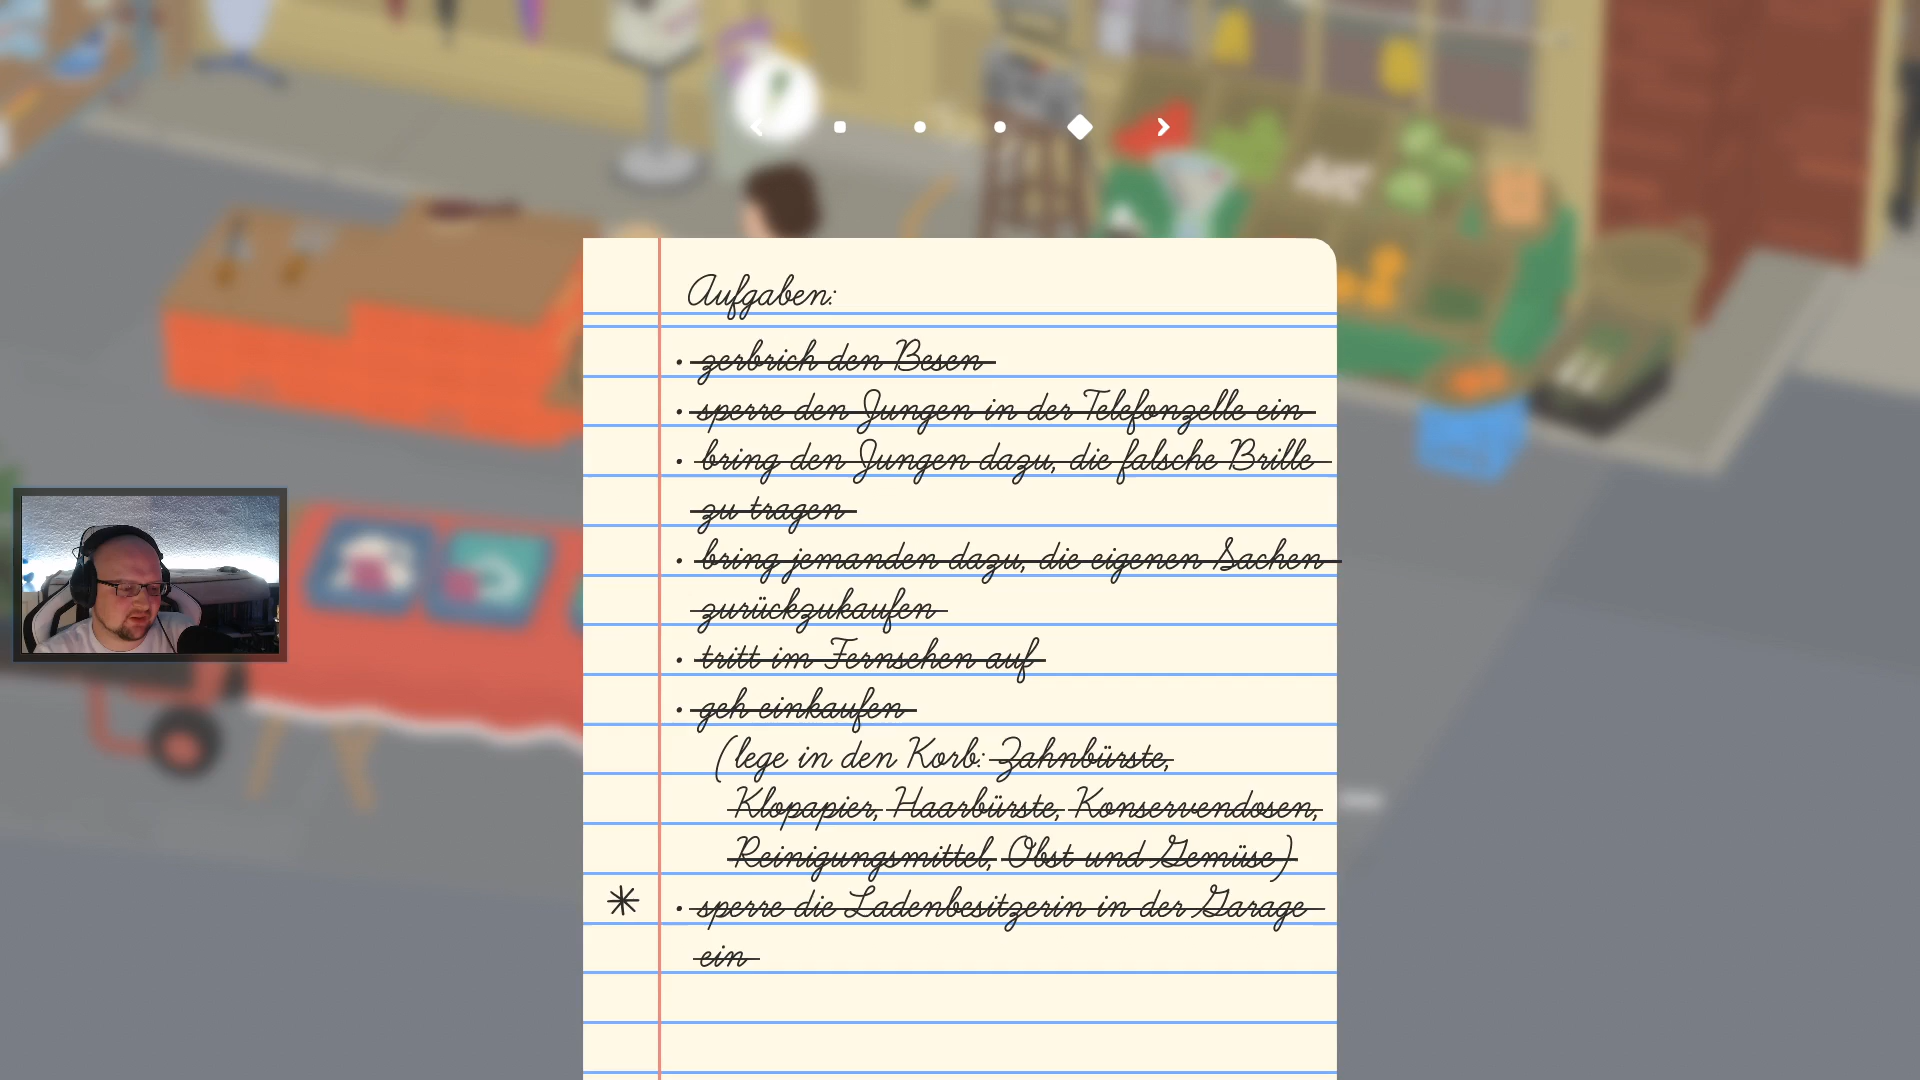 Aufgaben:
• zerbrich den Besen
• sperre den Jungen in der Telefonzelle ein
• bring den Jungen dazu, die falsche Brille
zu tragen
• bring jemanden dazu, die eigenen Sachen
zurückzukaufen
• tritt im Fernsehen auf
• geh einkaufen
(lege in den Korb: Zahnbürste,
Klopapier, Haarbürste, Konservendosen,
Reinigungsmittel, Obst und Gemüse)
• sperre die Ladenbesitzerin in der Garage
ein